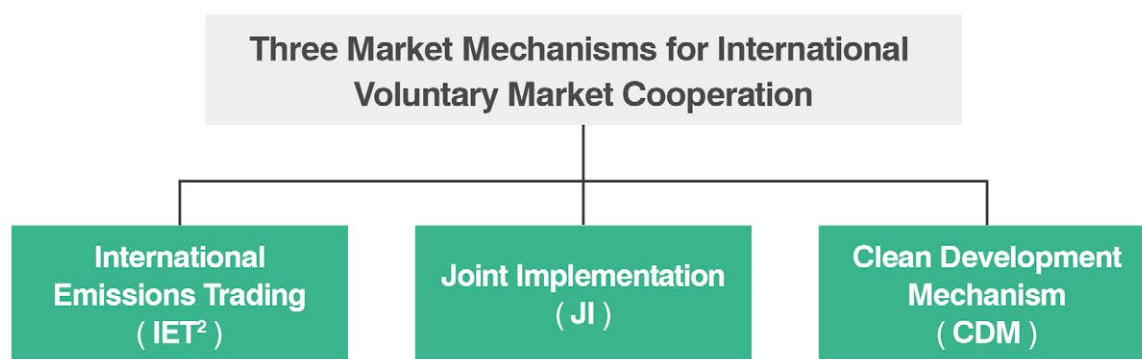 Three Market Mechanisms for International
Voluntary Market Cooperation
International
Emissions Trading
( IET² )
Joint Implementation
( JI )
Clean Development
Mechanism
( CDM )